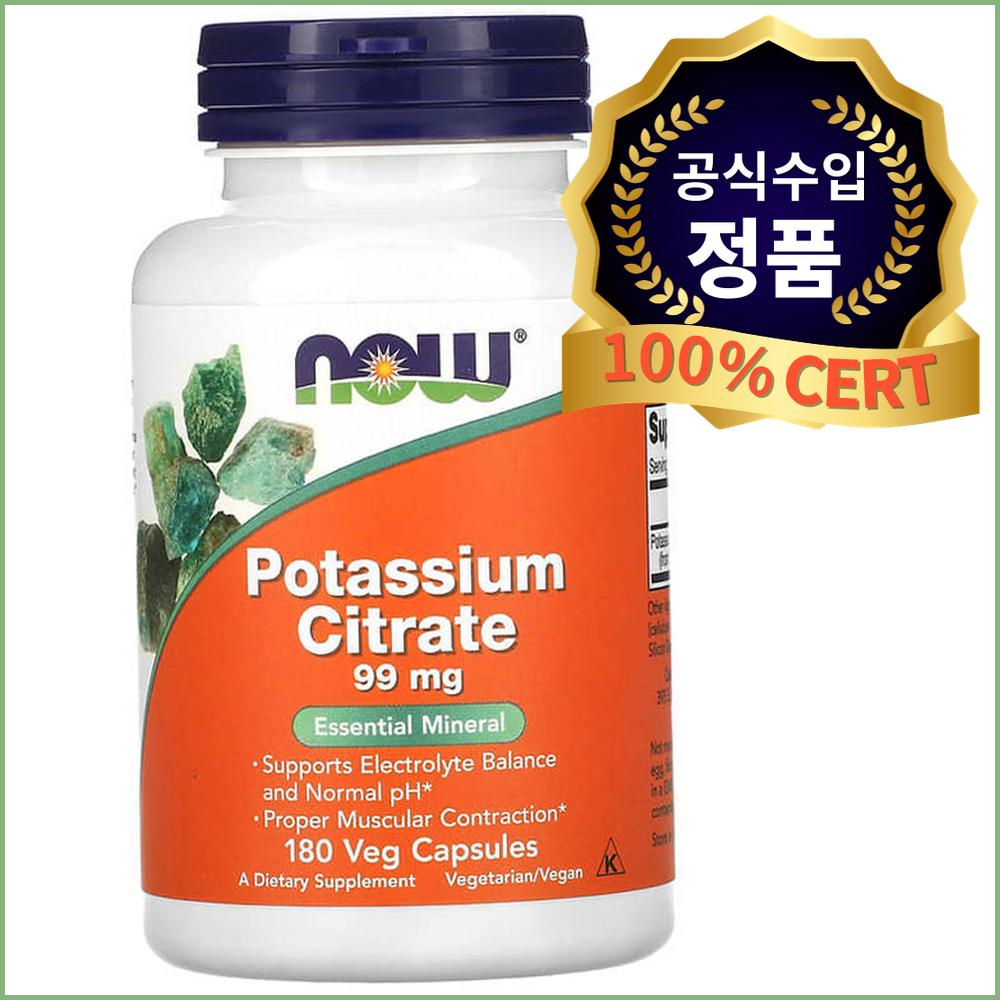 공식수입
정품
100% CERT
now®
Potassium
Citrate
99 mg
Essential Mineral
•Supports Electrolyte Balance
and Normal pH*
•Proper Muscular Contraction*
180 Veg Capsules
A Dietary Supplement Vegetarian/Vegan
K